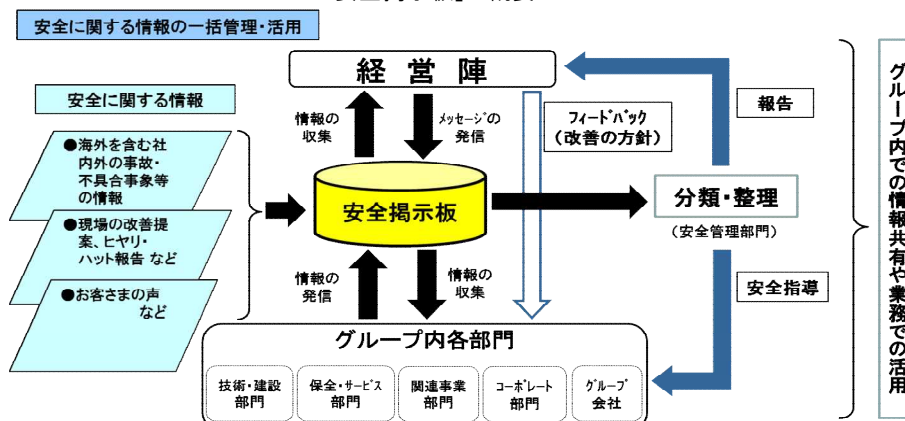 安全に関する情報の一括管理・活用
経営陣
安全に関する情報
情報の
収集
メッセージの
発信
フィードバック
(改善の方針)
報告
●海外を含む社
内外の事故・
不具合事象等
の情報
●現場の改善提
案、ヒヤリ・
ハット報告 など
●お客さまの声
など
安全掲示板
分類・整理
(安全管理部門)
情報の
発信
情報の
収集
安全指導
グループ内各部門
技術・建設
部門
保全・サービス
部門
関連事業
部門
コーポレート
部門
グループ
会社
グループ内での情報共有や業務での活用